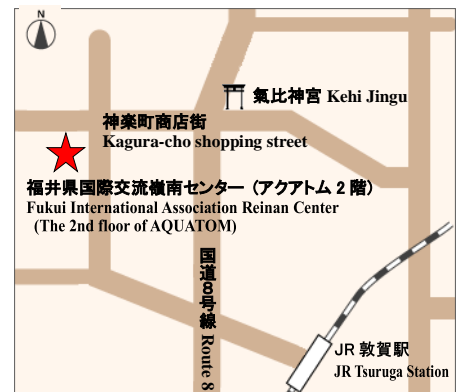 N
氣比神宮 Kehi Jingu
神楽町商店街
Kagura-cho shopping street
福井県国際交流嶺南センター（アクアトム２階）
Fukui International Association Reinan Center
(The 2nd floor of AQUATOM)
国道８号線 Route 8
ＪＲ敦賀駅
JR Tsuruga Station